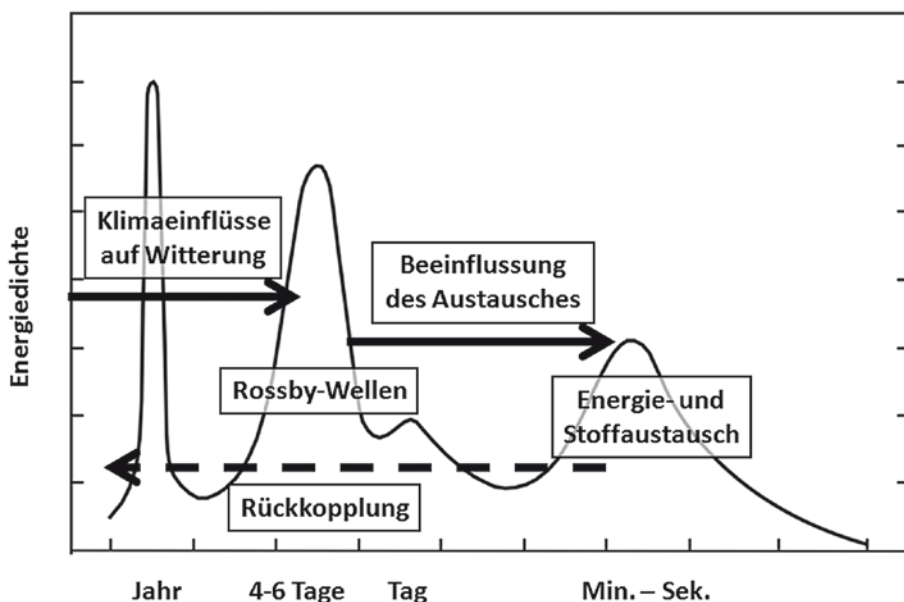 Energiedichte
Klimaeinflüsse
auf Witterung
Beeinflussung
des Austausches
Rossby-Wellen
Energie- und
Stoffaustausch
Rückkopplung
Jahr
4-6 Tage
Tag
Min. – Sek.